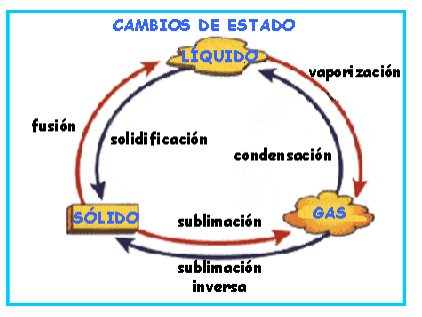 CAMBIOS DE ESTADO
LÍQUIDO
vaporización
fusión
solidificación
condensación
SÓLIDO
sublimación
GAS
sublimación
inversa